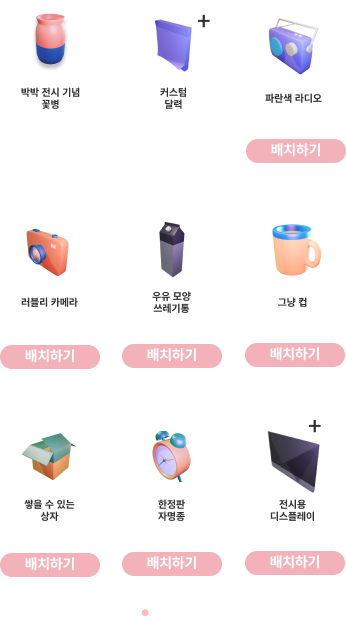 박박 전시 기념
꽃병
커스텀
달력
파란색 라디오
배치하기
러블리 카메라
우유 모양
쓰레기통
그냥 컵
배치하기
배치하기
배치하기
쌓을 수 있는
상자
한정판
자명종
전시용
디스플레이
배치하기
배치하기
배치하기